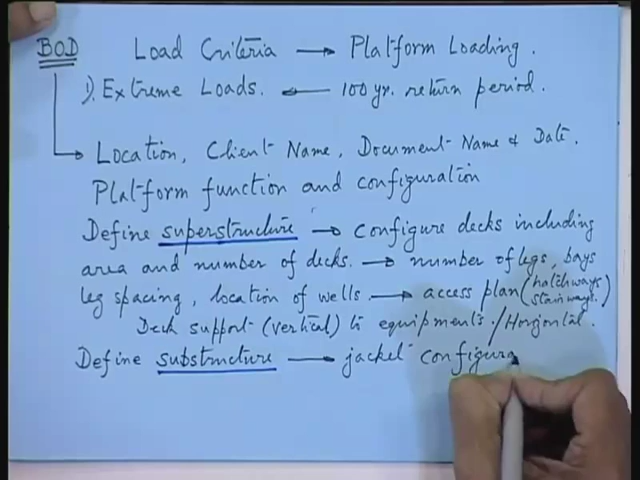 BOD Load Criteria → Platform Loading.
1). Extreme Loads. ← 100 yr. return period.
→ Location, Client Name, Document Name & Date.
Platform function and configuration
Define superstructure → configure decks including
area and number of decks. → number of legs, bays
leg spacing, location of wells → access plan (hatchways stairways.)
Deck support (vertical) to equipments. / Horizontal.
Define substructure → jacket configura